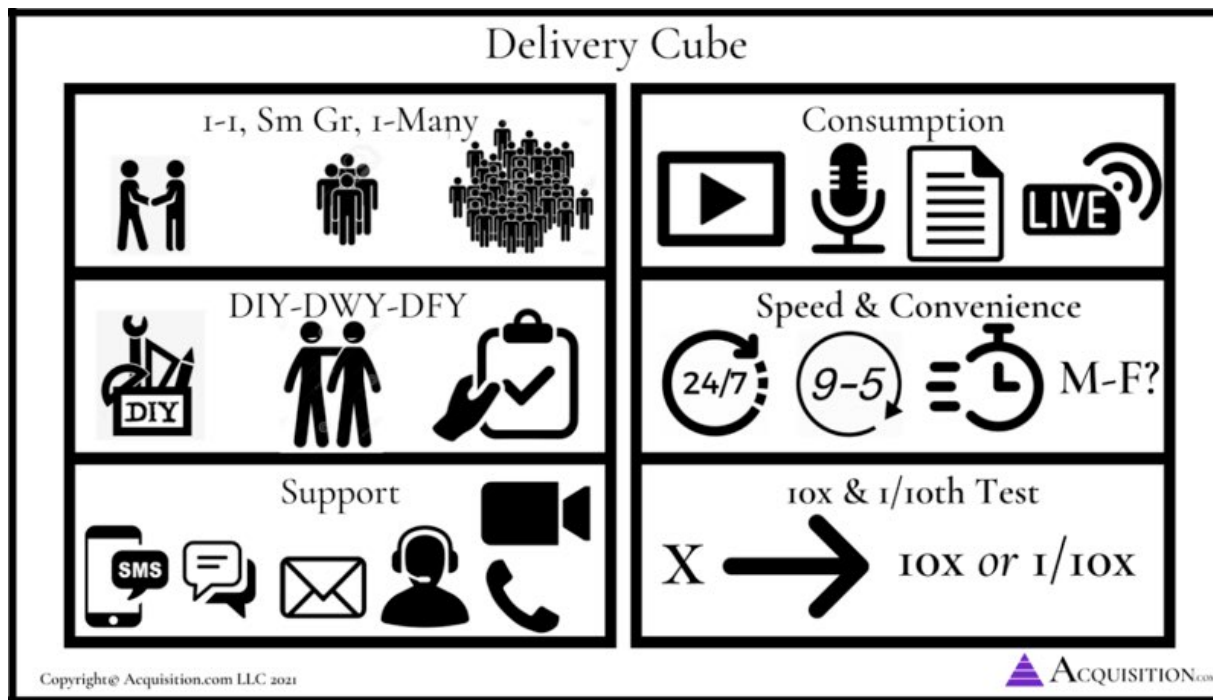 Delivery Cube
1-1, Sm Gr, 1-Many
Consumption
LIVE
DIY-DWY-DFY
DIY
Speed & Convenience
24/7
9-5
M-F?
Support
SMS
10x & 1/10th Test
X
10x or 1/10x
Copyright@ Acquisition.com LLC 2021
ACQUISITION.COM